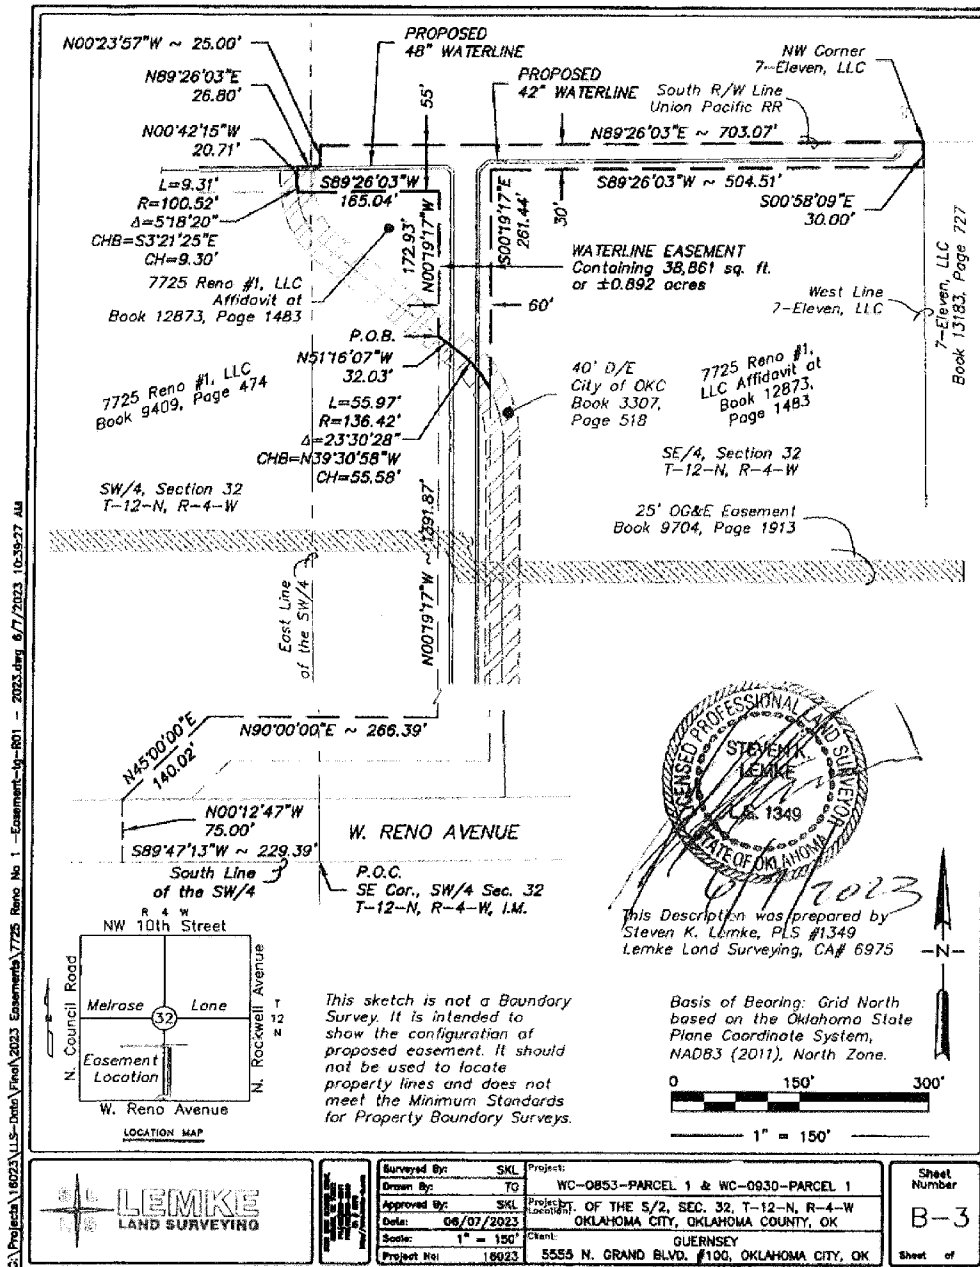 N00°23'57"W ~ 25.00'
N89°26'03"E
26.80'
N00°42'15"W
20.71'
L=9.31'
R=100.52'
Δ=5°18'20"
CHB=S3°21'25"E
CH=9.30'
7725 Reno #1, LLC
Affidavit at
Book 12873, Page 1483
7725 Reno #1, LLC
Book 9409, Page 474
SW/4, Section 32
T-12-N, R-4-W
PROPOSED
48" WATERLINE
PROPOSED
42" WATERLINE
55'
South R/W Line
Union Pacific RR
NW Corner
7-Eleven, LLC
N89°26'03"E ~ 703.07'
S89°26'03"W
165.04'
S89°26'03"W ~ 504.51'
S00°58'09"E
30.00'
172.93'
N00°19'17"W
S00°19'17"E
261.44'
30'
WATERLINE EASEMENT
Containing 38,861 sq. ft.
or ±0.892 acres
60'
West Line
7-Eleven, LLC
7-Eleven, LLC
Book 13183, Page 727
P.O.B.
N51°16'07"W
32.03'
L=55.97'
R=136.42'
Δ=23°30'28"
CHB=N39°30'58"W
CH=55.58'
40' D/E
City of OKC
Book 3307,
Page 518
7725 Reno #1,
LLC Affidavit at
Book 12873,
Page 1483
SE/4, Section 32
T-12-N, R-4-W
25' OG&E Easement
Book 9704, Page 1913
N00°19'17"W ~ 1391.87'
East Line
of the SW/4
N45°00'00"E
140.02'
N90°00'00"E ~ 266.39'
N00°12'47"W
75.00'
S89°47'13"W ~ 229.39'
South Line
of the SW/4
W. RENO AVENUE
P.O.C.
SE Cor., SW/4 Sec. 32
T-12-N, R-4-W, I.M.
LICENSED PROFESSIONAL LAND SURVEYOR
STEVEN K.
LEMKE
L.S. 1349
STATE OF OKLAHOMA
2023
This Description was prepared by
Steven K. Lemke, PLS #1349
Lemke Land Surveying, CA# 6975
-N-
R 4 W
NW 10th Street
N. Council Road
Melrose Lane
32
T
12
N
N. Rockwell Avenue
Easement
Location
W. Reno Avenue
LOCATION MAP
This sketch is not a Boundary
Survey. It is intended to
show the configuration of
proposed easement. It should
not be used to locate
property lines and does not
meet the Minimum Standards
for Property Boundary Surveys.
Basis of Bearing: Grid North
based on the Oklahoma State
Plane Coordinate System,
NAD83 (2011), North Zone.
0 150' 300'
1" = 150'
LEMKE
LAND SURVEYING
Surveyed By: SKL
Drawn By: TG
Approved By: SKL
Date: 06/07/2023
Scale: 1" = 150'
Project No: 16023
Project:
WC-0853-PARCEL 1 & WC-0930-PARCEL 1
Project Location: PT. OF THE S/2, SEC. 32, T-12-N, R-4-W
OKLAHOMA CITY, OKLAHOMA COUNTY, OK
Client: GUERNSEY
5555 N. GRAND BLVD. #100, OKLAHOMA CITY, OK
Sheet
Number
B-3
Sheet of